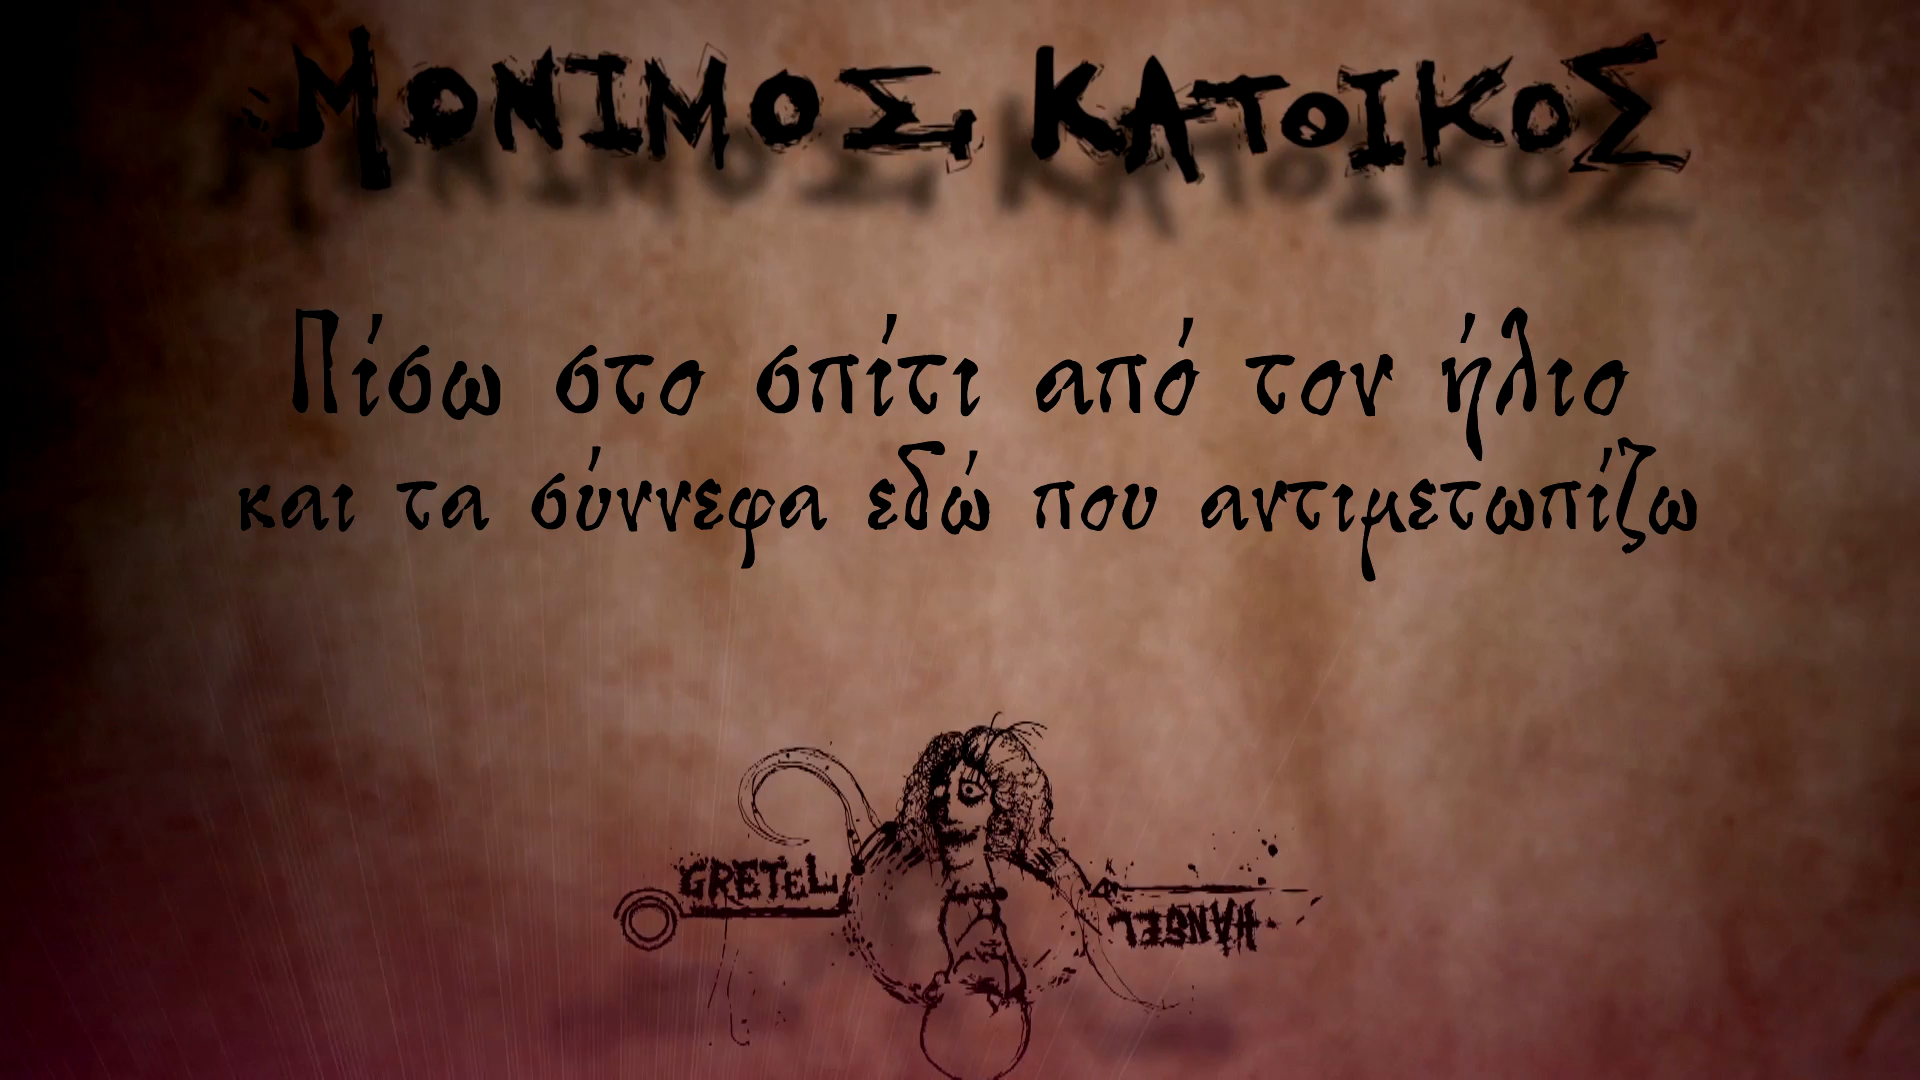 ΜΟΝΙΜΟΣ ΚΑΤΟΙΚΟΣ
Πίσω στο σπίτι από τον ήλιο
και τα σύννεφα εδώ που αντιμετωπίζω
GRETEL
HANSEL